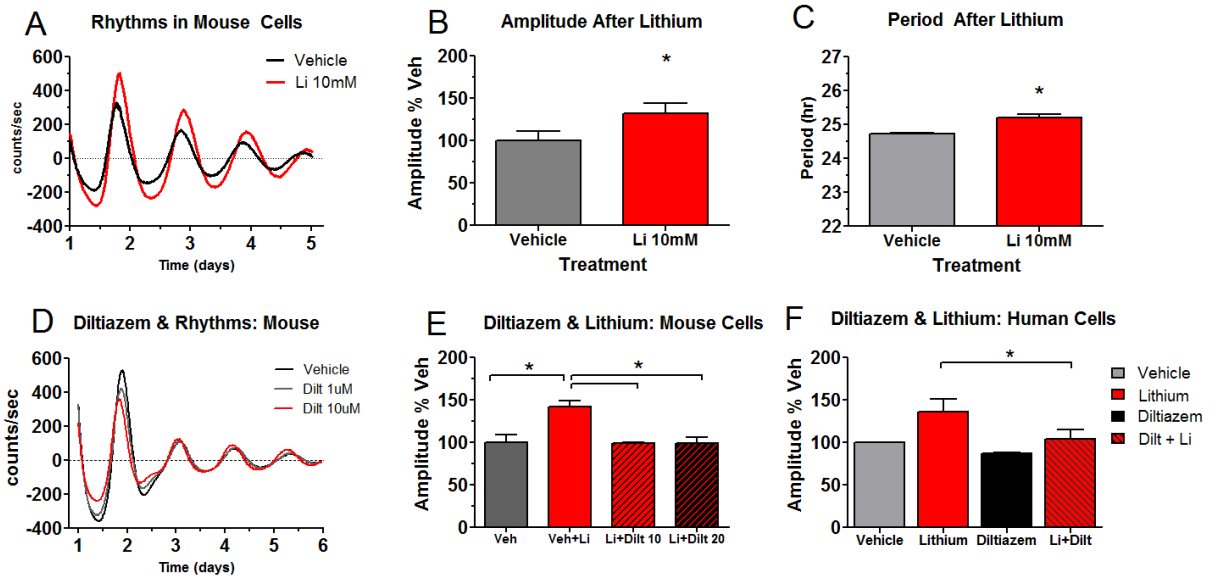 A
Rhythms in Mouse Cells
Vehicle
Li 10mM
counts/sec
600
400
200
0
-200
-400
1 2 3 4 5
Time (days)
B
Amplitude After Lithium
Amplitude % Veh
200
150
100
50
0
*
Vehicle Li 10mM
Treatment
C
Period After Lithium
Period (hr)
27
26
25
24
23
22
*
Vehicle Li 10mM
Treatment
D
Diltiazem & Rhythms: Mouse
Vehicle
Dilt 1uM
Dilt 10uM
counts/sec
600
400
200
0
-200
-400
1 2 3 4 5 6
Time (days)
E
Diltiazem & Lithium: Mouse Cells
Amplitude % Veh
200
150
100
50
0
* *
Veh Veh+Li Li+Dilt 10 Li+Dilt 20
F
Diltiazem & Lithium: Human Cells
Amplitude % Veh
200
150
100
50
0
*
Vehicle Lithium Diltiazem Li+Dilt
Vehicle
Lithium
Diltiazem
Dilt + Li